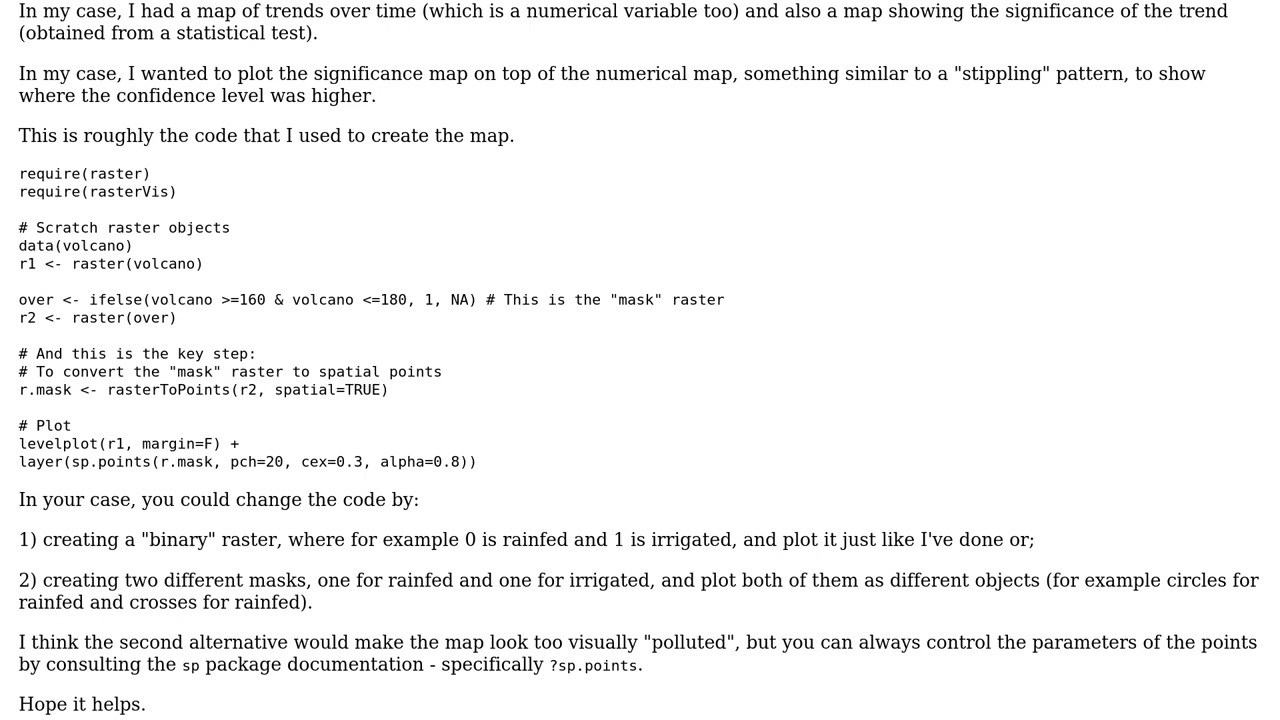 In my case, I had a map of trends over time (which is a numerical variable too) and also a map showing the significance of the trend
(obtained from a statistical test).
In my case, I wanted to plot the significance map on top of the numerical map, something similar to a "stippling" pattern, to show
where the confidence level was higher.
This is roughly the code that I used to create the map.
require(raster)
require(rasterVis)
# Scratch raster objects
data(volcano)
r1 <- raster(volcano)
over <- ifelse(volcano >=160 & volcano <=180, 1, NA) # This is the "mask" raster
r2 <- raster(over)
# And this is the key step:
# To convert the "mask" raster to spatial points
r.mask <- rasterToPoints(r2, spatial=TRUE)
# Plot
levelplot(r1, margin=F) +
layer(sp.points(r.mask, pch=20, cex=0.3, alpha=0.8))
In your case, you could change the code by:
1) creating a "binary" raster, where for example 0 is rainfed and 1 is irrigated, and plot it just like I've done or;
2) creating two different masks, one for rainfed and one for irrigated, and plot both of them as different objects (for example circles for
rainfed and crosses for rainfed).
I think the second alternative would make the map look too visually "polluted", but you can always control the parameters of the points
by consulting the sp package documentation - specifically ?sp.points.
Hope it helps.